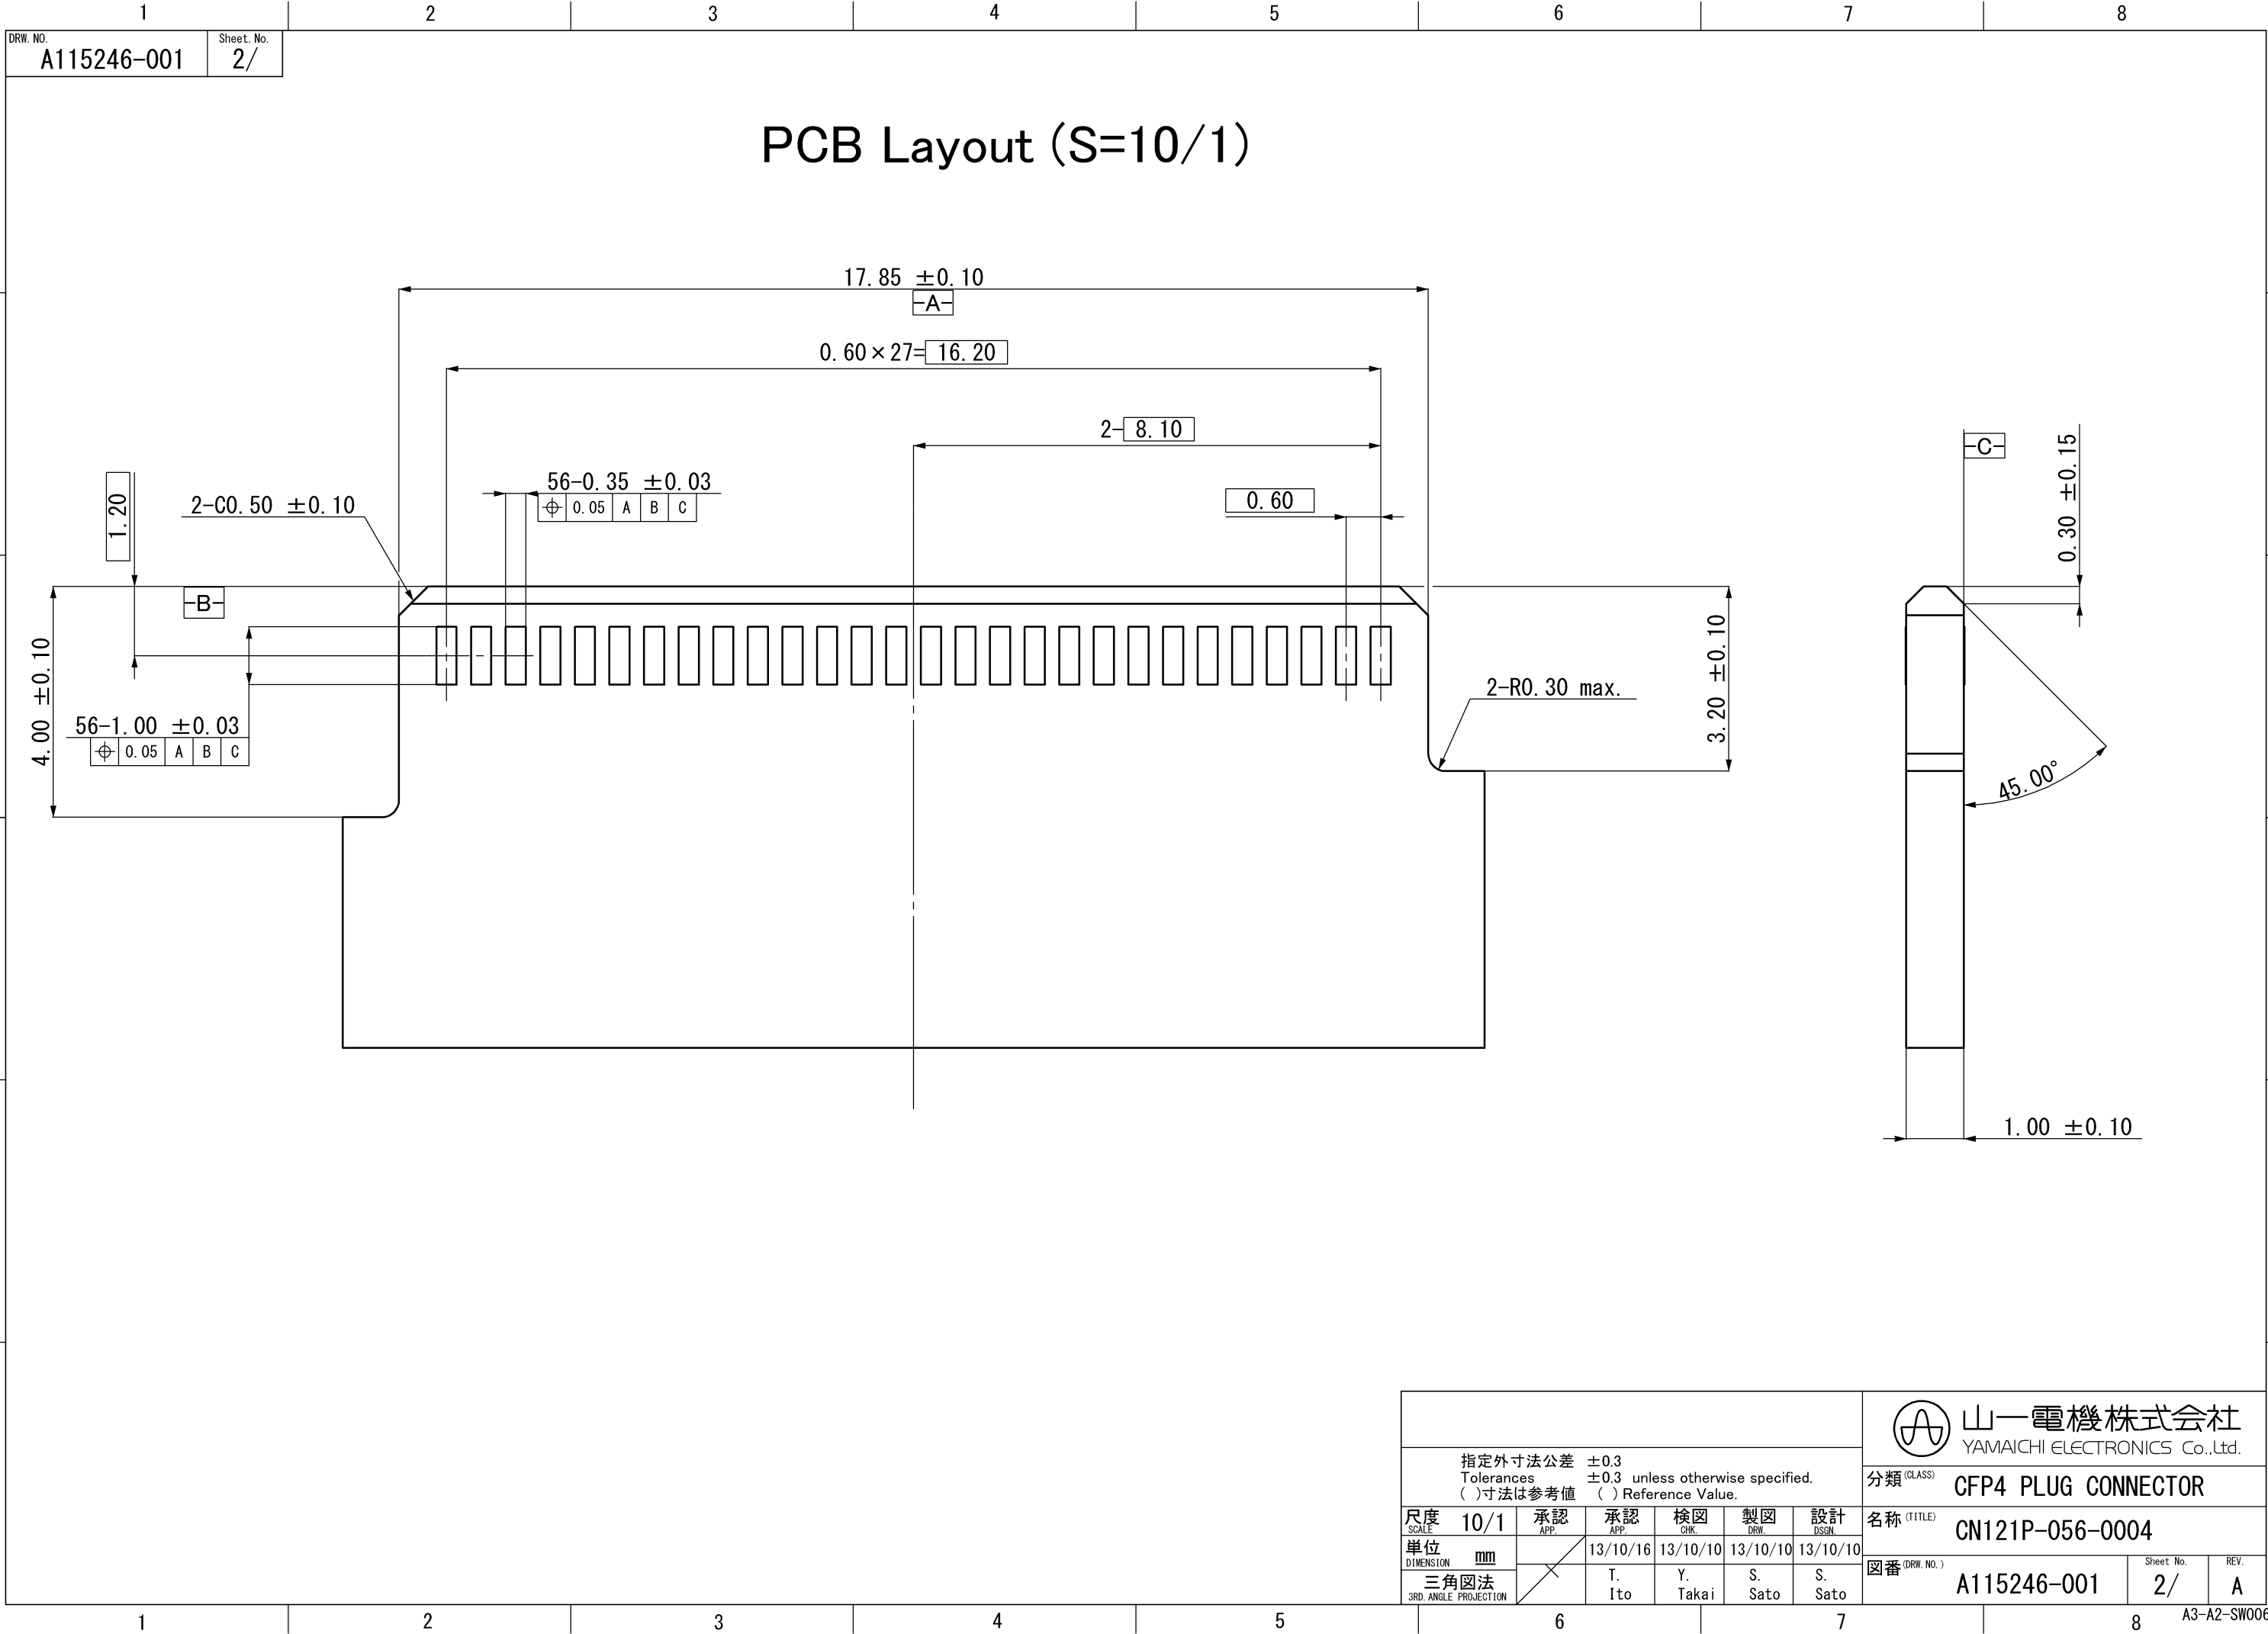 1 2 3 4 5 6 7 8
DRW. NO.
A115246-001
Sheet. No.
2/
PCB Layout (S=10/1)
17.85 ±0.10
-A-
0.60×27= 16.20
2- 8.10
-C-
0.30 ±0.15
1.20
2-C0.50 ±0.10
56-0.35 ±0.03
⌖ 0.05 A B C
0.60
-B-
4.00 ±0.10
3.20 ±0.10
2-R0.30 max.
56-1.00 ±0.03
⌖ 0.05 A B C
45.00°
1.00 ±0.10
山一電機株式会社
YAMAICHI ELECTRONICS Co.,Ltd.
指定外寸法公差 ±0.3
Tolerances ±0.3 unless otherwise specified.
( )寸法は参考値 ( ) Reference Value.
分類(CLASS) CFP4 PLUG CONNECTOR
尺度 SCALE 10/1
承認 APP.
承認 APP.
検図 CHK.
製図 DRW.
設計 DSGN.
名称(TITLE) CN121P-056-0004
単位 DIMENSION mm
13/10/16 13/10/10 13/10/10 13/10/10
三角図法
3RD. ANGLE PROJECTION
T. Ito
Y. Takai
S. Sato
S. Sato
図番(DRW. NO.) A115246-001
Sheet No. 2/
REV. A
1 2 3 4 5 6 7 8
A3-A2-SW006